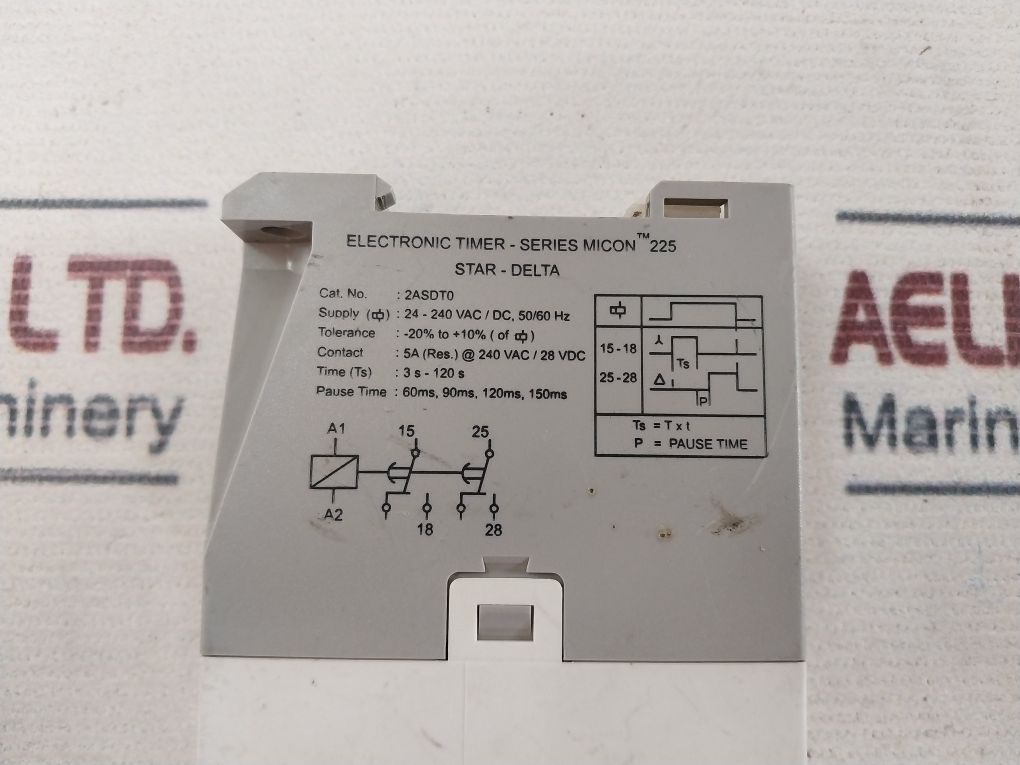 ELECTRONIC TIMER - SERIES MICON™ 225
STAR - DELTA
Cat. No. : 2ASDT0
Supply ( ) : 24 - 240 VAC / DC, 50/60 Hz
Tolerance : -20% to +10% ( of )
Contact : 5A (Res.) @ 240 VAC / 28 VDC
Time (Ts) : 3 s - 120 s
Pause Time : 60ms, 90ms, 120ms, 150ms
15 - 18
Ts
25 - 28
Δ
P
Ts = T x t
P = PAUSE TIME
A1
15
25
A2
18
28
LTD.
hinery
AELI
Marin